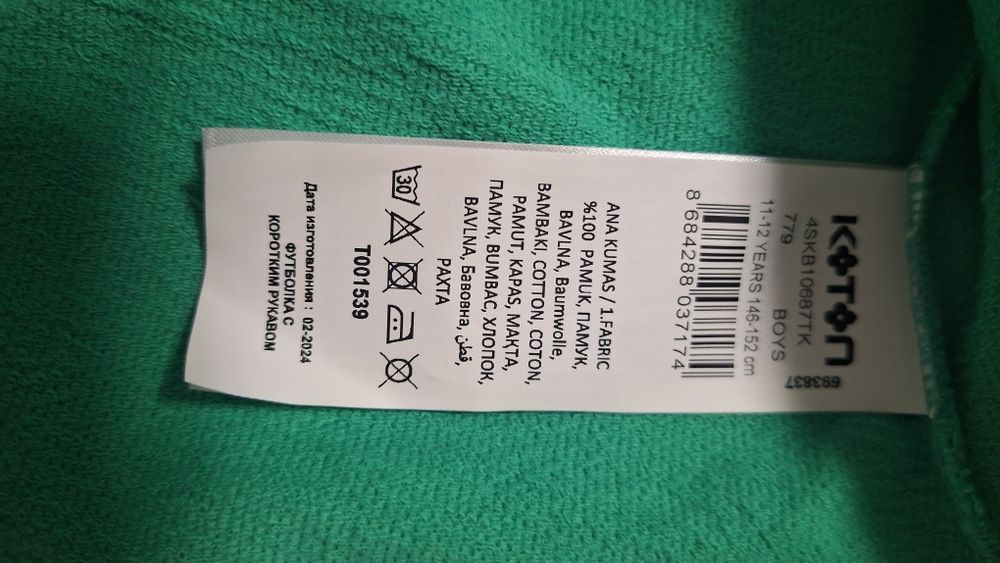 KOTON
693837
4SKB10687TK
779 BOYS
11-12 YEARS 146-152 cm
8 684288 037174
ANA KUMAS / 1.FABRIC
%100 PAMUK, ПАМУК,
BAVLNA, Baumwolle,
BAMBAKI, COTTON, COTON,
PAMUT, KAPAS, МАҚТА,
ПАМУК, BUMBAC, ХЛОПОК,
BAVLNA, Бавовна, قطن,
PAXTA
30
T001539
Дата изготовления : 02-2024
ФУТБОЛКА С
КОРОТКИМ РУКАВОМ